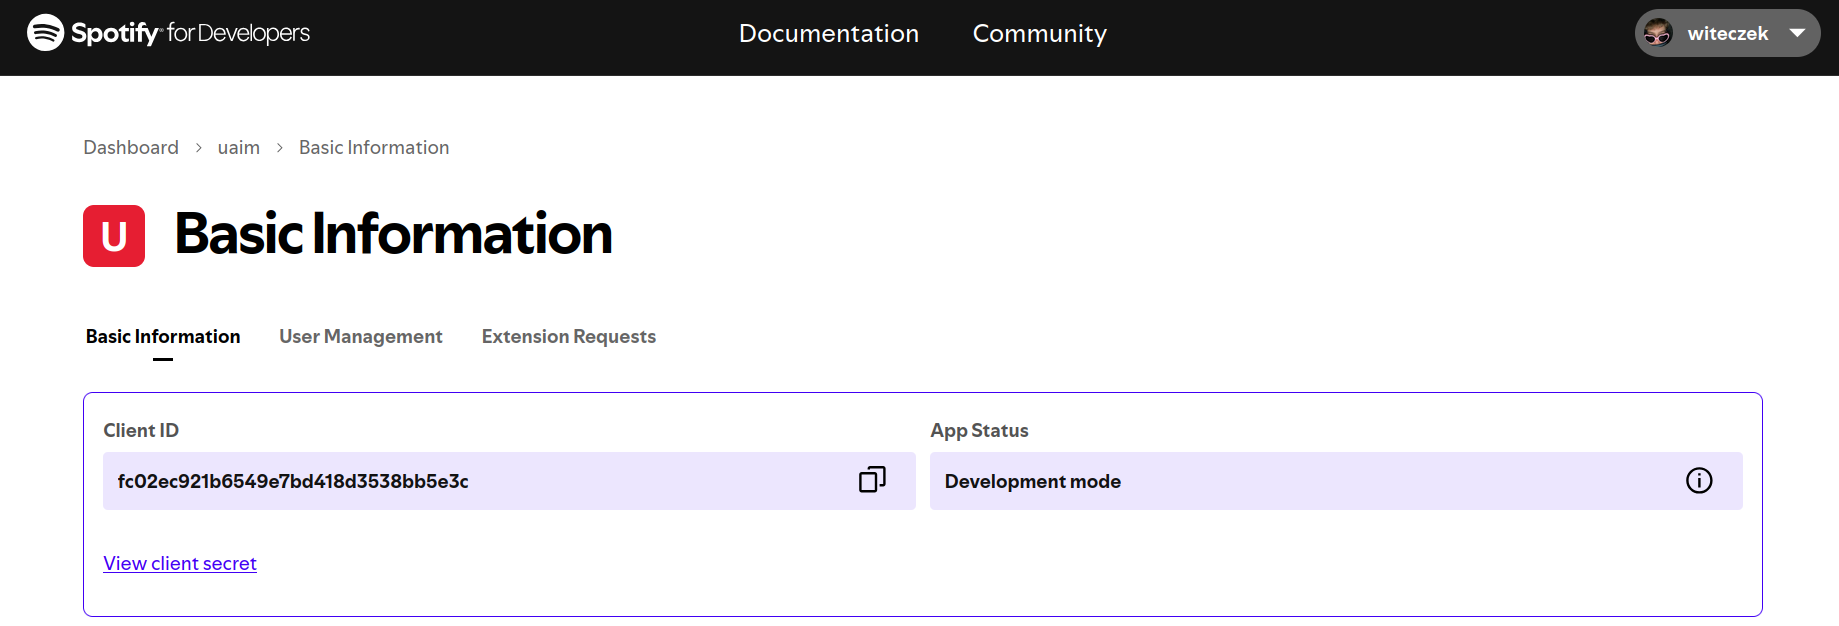 Spotify for Developers
Documentation
Community
witeczek
Dashboard > uaim > Basic Information
U
Basic Information
Basic Information
User Management
Extension Requests
Client ID
App Status
fc02ec921b6549e7bd418d3538bb5e3c
Development mode
View client secret